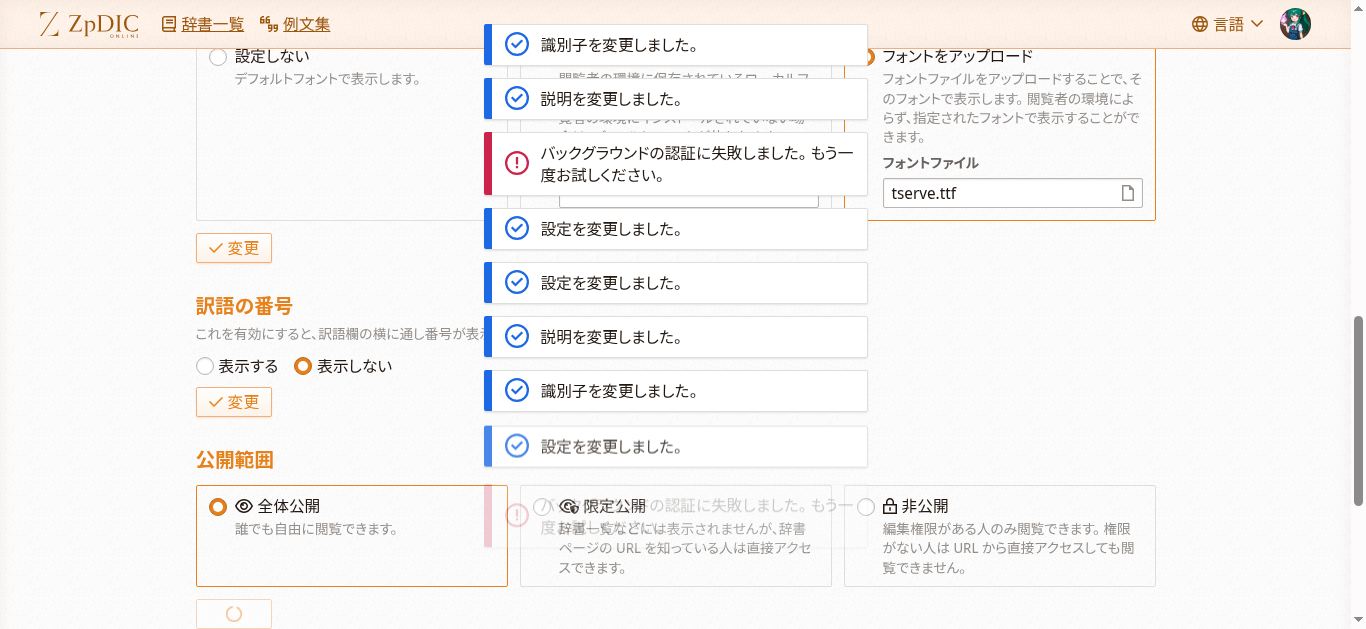 ZpDIC
ONLINE
辞書一覧
例文集
言語
識別子を変更しました。
説明を変更しました。
バックグラウンドの認証に失敗しました。もう一
度お試しください。
設定を変更しました。
設定を変更しました。
説明を変更しました。
識別子を変更しました。
設定を変更しました。
バックグラウンドの認証に失敗しました。もう一
度お試しください。
設定しない
デフォルトフォントで表示します。
フォントをアップロード
フォントファイルをアップロードすることで、そ
のフォントで表示します。閲覧者の環境によ
らず、指定されたフォントで表示することがで
きます。
フォントファイル
tserve.ttf
変更
訳語の番号
これを有効にすると、訳語欄の横に通し番号が表示
表示する
表示しない
変更
公開範囲
全体公開
誰でも自由に閲覧できます。
限定公開
辞書一覧などには表示されませんが、辞書
ページの URL を知っている人は直接アクセ
スできます。
非公開
編集権限がある人のみ閲覧できます。権限
がない人は URL から直接アクセスしても閲
覧できません。